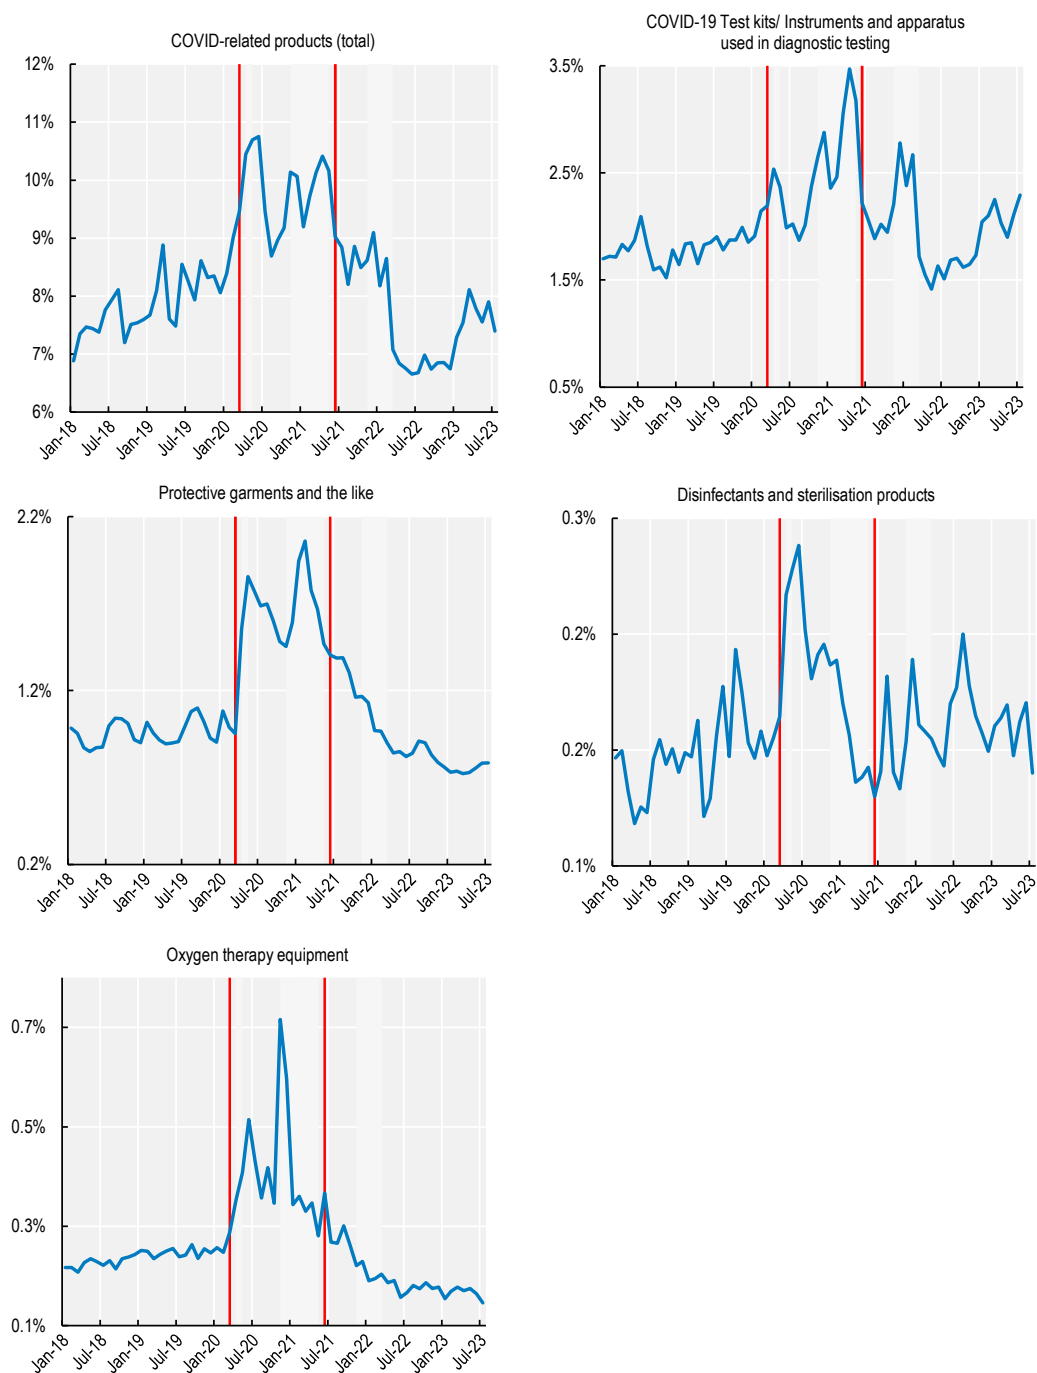 COVID-related products (total)
12%
11%
10%
9%
8%
7%
6%
Jan-18
Jul-18
Jan-19
Jul-19
Jan-20
Jul-20
Jan-21
Jul-21
Jan-22
Jul-22
Jan-23
Jul-23
COVID-19 Test kits/ Instruments and apparatus
used in diagnostic testing
3.5%
2.5%
1.5%
0.5%
Jan-18
Jul-18
Jan-19
Jul-19
Jan-20
Jul-20
Jan-21
Jul-21
Jan-22
Jul-22
Jan-23
Jul-23
Protective garments and the like
2.2%
1.2%
0.2%
Jan-18
Jul-18
Jan-19
Jul-19
Jan-20
Jul-20
Jan-21
Jul-21
Jan-22
Jul-22
Jan-23
Jul-23
Disinfectants and sterilisation products
0.3%
0.2%
0.2%
0.1%
Jan-18
Jul-18
Jan-19
Jul-19
Jan-20
Jul-20
Jan-21
Jul-21
Jan-22
Jul-22
Jan-23
Jul-23
Oxygen therapy equipment
0.7%
0.5%
0.3%
0.1%
Jan-18
Jul-18
Jan-19
Jul-19
Jan-20
Jul-20
Jan-21
Jul-21
Jan-22
Jul-22
Jan-23
Jul-23